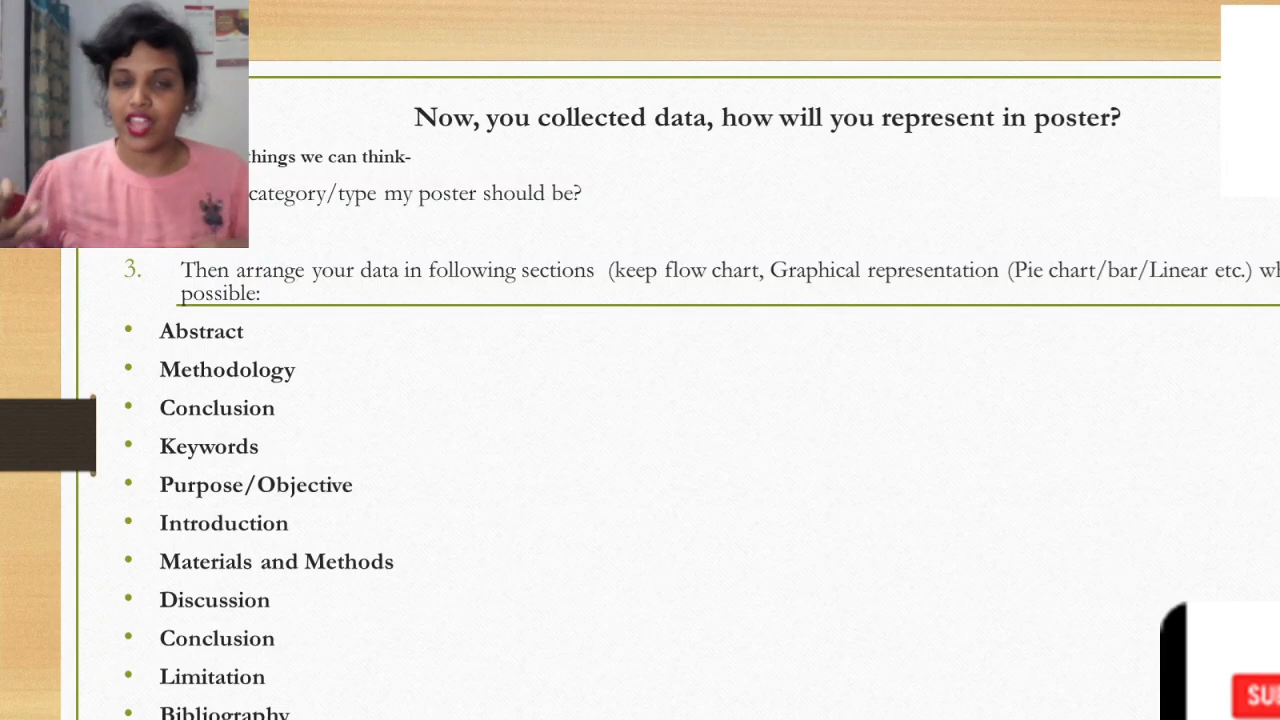 Now, you collected data, how will you represent in poster?
things we can think-
category/type my poster should be?
3. Then arrange your data in following sections (keep flow chart, Graphical representation (Pie chart/bar/Linear etc.)
possible:
• Abstract
• Methodology
• Conclusion
• Keywords
• Purpose/Objective
• Introduction
• Materials and Methods
• Discussion
• Conclusion
• Limitation
• Bibliography